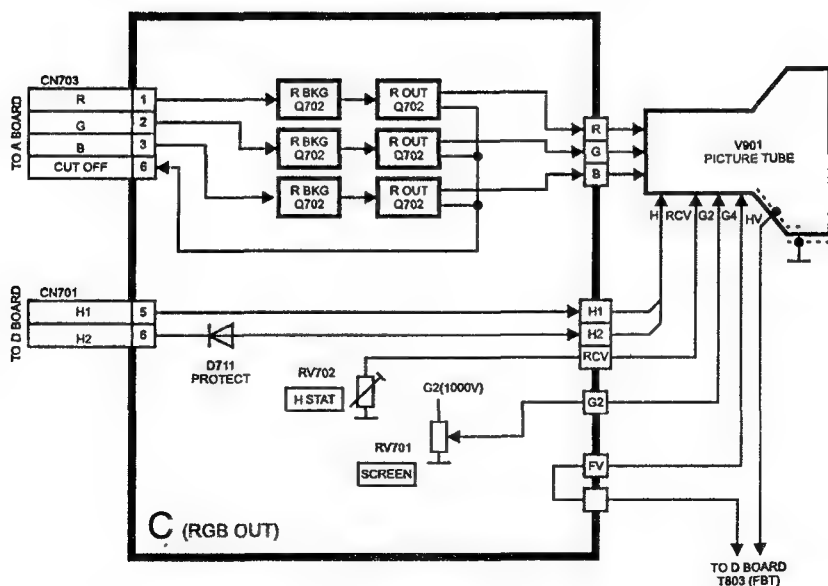 CN703
TO A BOARD
R 1
G 2
B 3
CUT OFF 6
R BKG
Q702
R OUT
Q702
R BKG
Q702
R OUT
Q702
R BKG
Q702
R OUT
Q702
R
G
B
V901
PICTURE TUBE
H RCV G2 G4 HV
CN701
TO D BOARD
H1 5
H2 6
D711
PROTECT
H1
H2
RCV
RV702
H STAT
G2(1000V)
G2
RV701
SCREEN
FV
C (RGB OUT)
TO D BOARD
T803 (FBT)